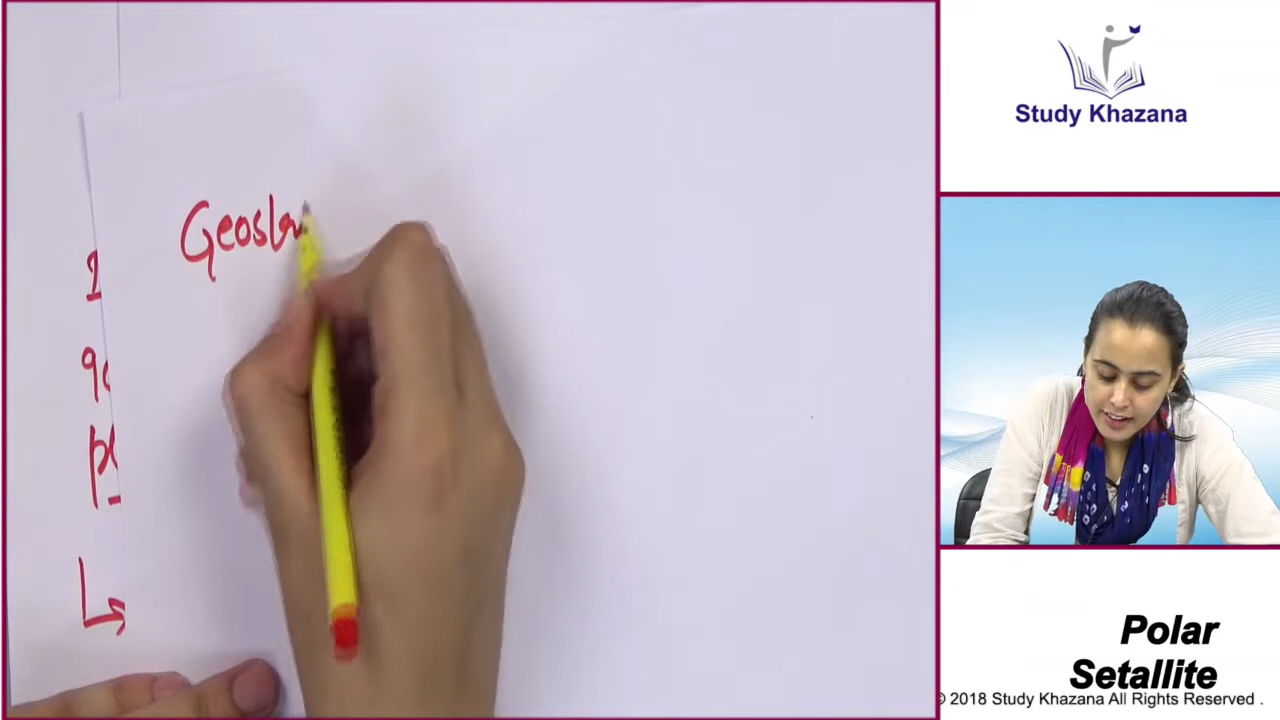 Geosta
Study Khazana
Polar
Setallite
© 2018 Study Khazana All Rights Reserved .